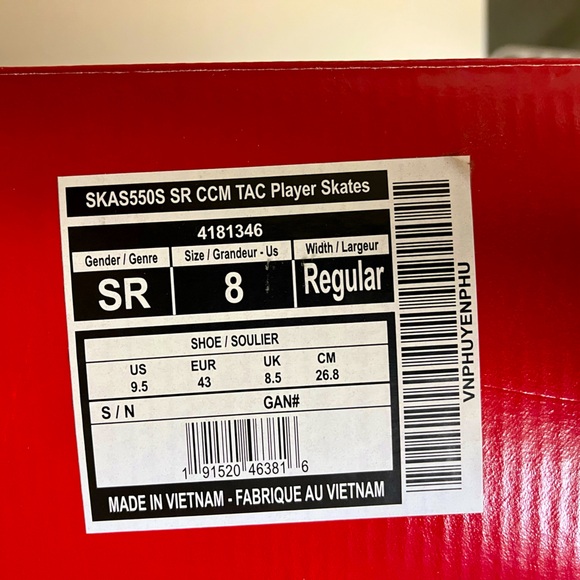 SKAS550S SR CCM TAC Player Skates
4181346
Gender / Genre Size / Grandeur - Us Width / Largeur
SR 8 Regular
SHOE / SOULIER
US EUR UK CM
9.5 43 8.5 26.8
S / N GAN#
1 91520 46381 6
MADE IN VIETNAM - FABRIQUE AU VIETNAM
VNPHUYENPHU